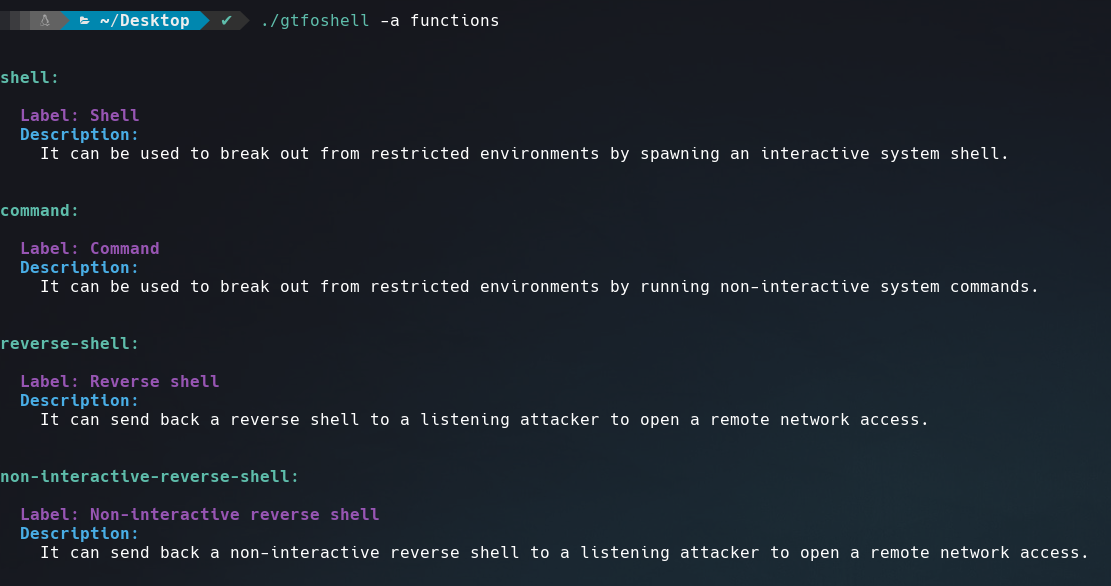 ~/Desktop ✔ ./gtfoshell -a functions
shell:
Label: Shell
Description:
It can be used to break out from restricted environments by spawning an interactive system shell.
command:
Label: Command
Description:
It can be used to break out from restricted environments by running non-interactive system commands.
reverse-shell:
Label: Reverse shell
Description:
It can send back a reverse shell to a listening attacker to open a remote network access.
non-interactive-reverse-shell:
Label: Non-interactive reverse shell
Description:
It can send back a non-interactive reverse shell to a listening attacker to open a remote network access.